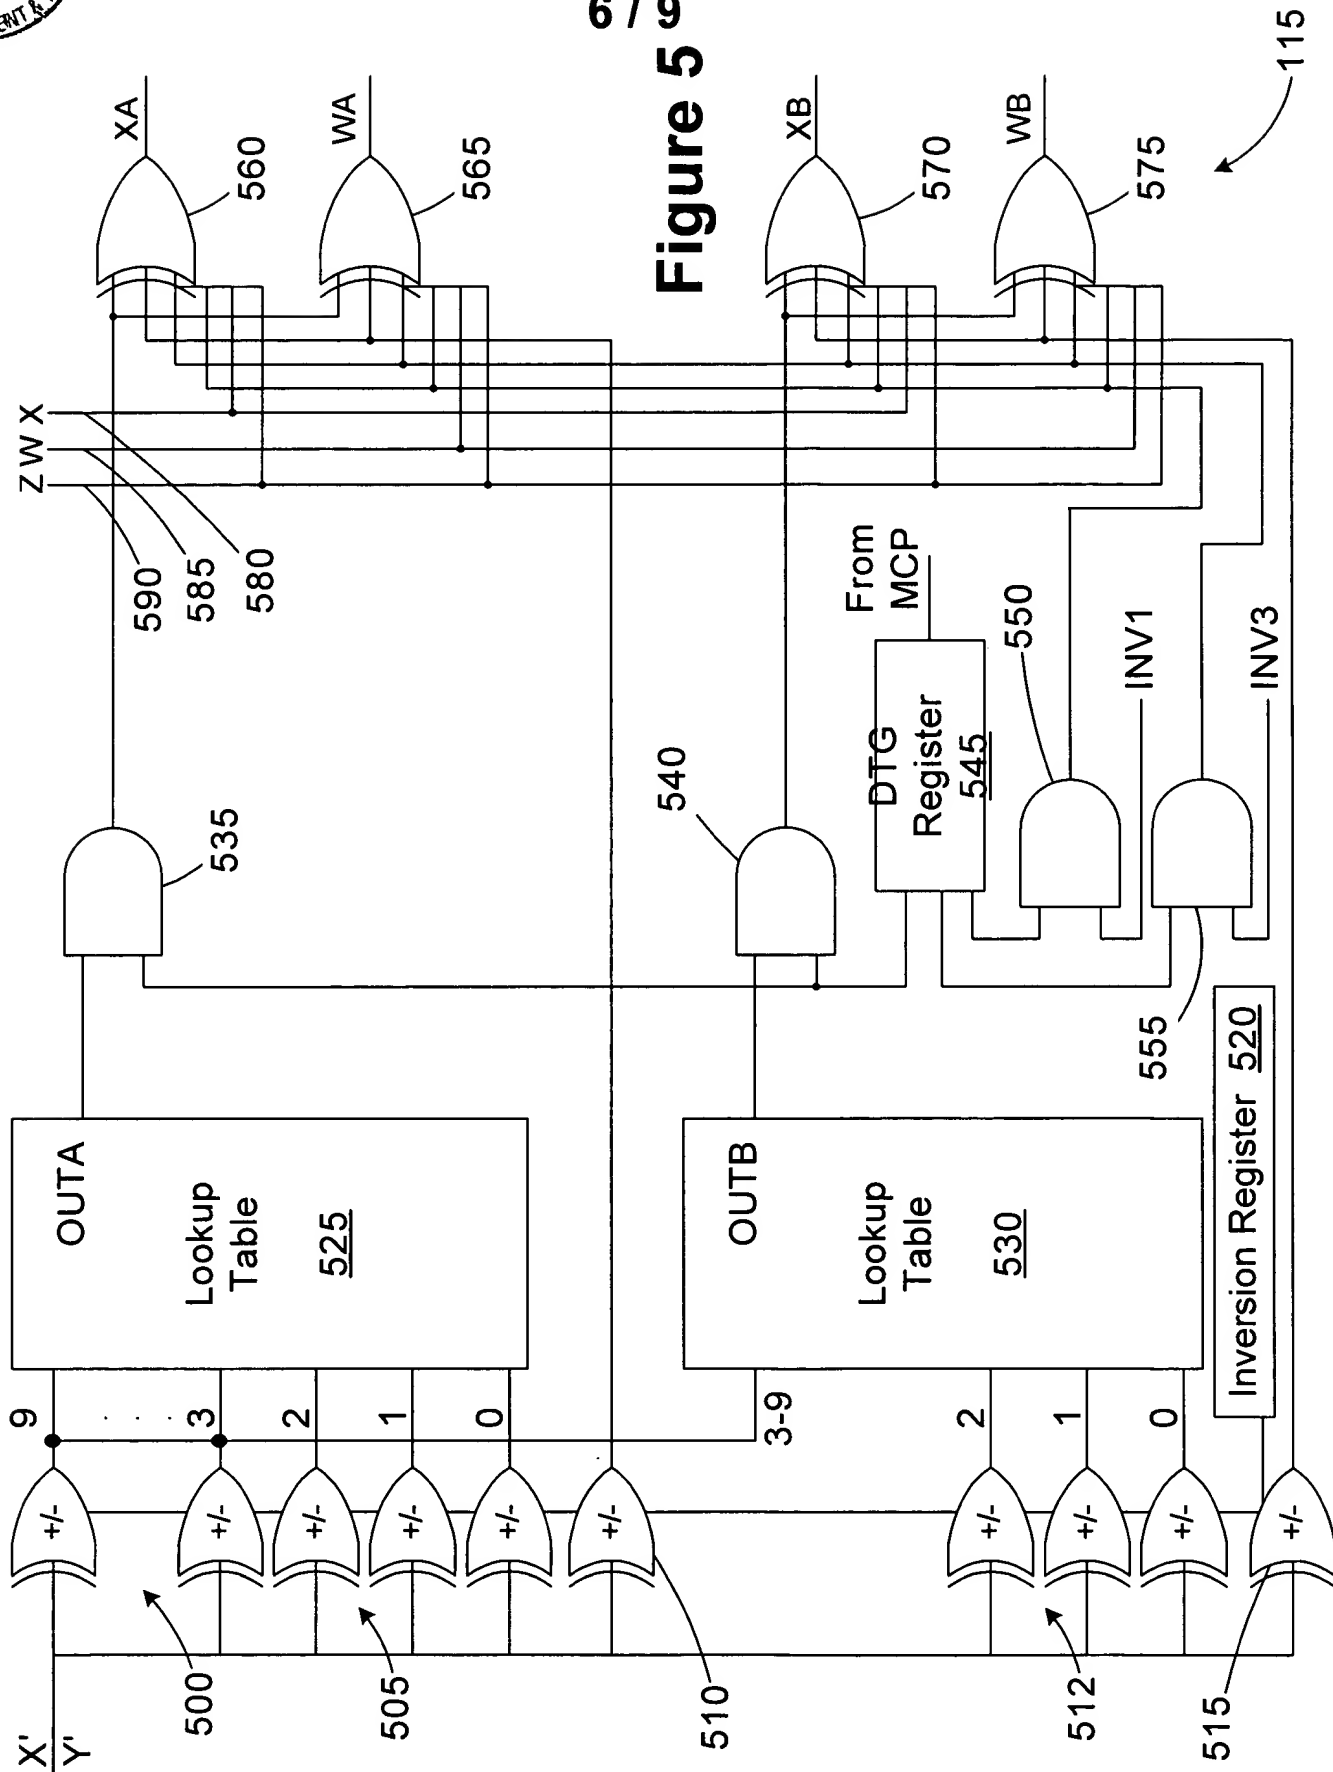 ENT &
6 / 9
Figure 5
115
XA
560
WA
565
XB
570
WB
575
Z W X
590
585
580
535
540
From
MCP
DTG
Register
545
550
INV1
INV3
555
OUTA
Lookup
Table
525
OUTB
Lookup
Table
530
Inversion Register 520
9
3
2
1
0
3-9
2
1
0
+/-
+/-
+/-
+/-
+/-
+/-
+/-
+/-
+/-
+/-
X'
Y'
500
505
510
512
515